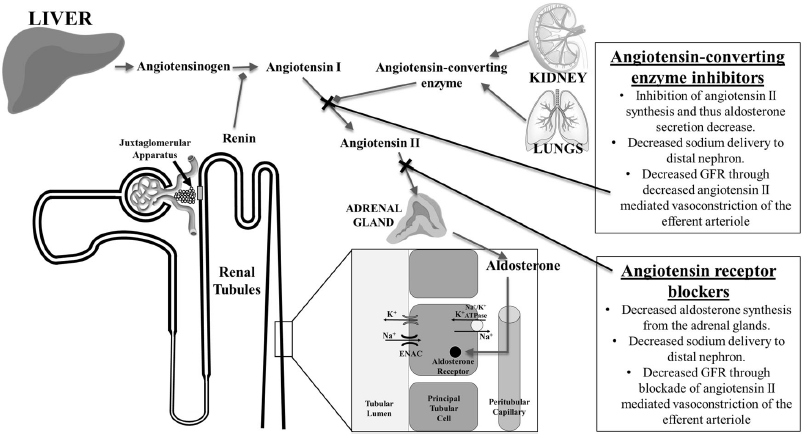 LIVER
Angiotensinogen
Angiotensin I
Angiotensin-converting
enzyme
KIDNEY
LUNGS
Renin
Angiotensin II
Juxtaglomerular
Apparatus
ADRENAL
GLAND
Aldosterone
Renal
Tubules
K⁺
Na⁺
ENAC
Na⁺/K⁺
K⁺ ATPase
Na⁺
Aldosterone
Receptor
Tubular
Lumen
Principal
Tubular
Cell
Peritubular
Capillary
Angiotensin-converting
enzyme inhibitors
• Inhibition of angiotensin II
synthesis and thus aldosterone
secretion decrease.
• Decreased sodium delivery to
distal nephron.
• Decreased GFR through
decreased angiotensin II
mediated vasoconstriction of the
efferent arteriole
Angiotensin receptor
blockers
• Decreased aldosterone synthesis
from the adrenal glands.
• Decreased sodium delivery to
distal nephron.
• Decreased GFR through
blockade of angiotensin II
mediated vasoconstriction of the
efferent arteriole